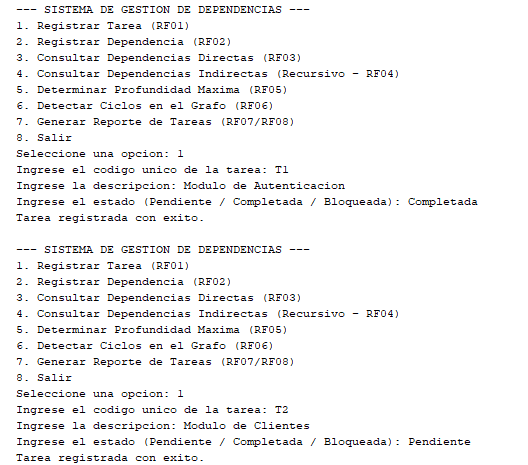 --- SISTEMA DE GESTION DE DEPENDENCIAS ---
1. Registrar Tarea (RF01)
2. Registrar Dependencia (RF02)
3. Consultar Dependencias Directas (RF03)
4. Consultar Dependencias Indirectas (Recursivo - RF04)
5. Determinar Profundidad Maxima (RF05)
6. Detectar Ciclos en el Grafo (RF06)
7. Generar Reporte de Tareas (RF07/RF08)
8. Salir
Seleccione una opcion: 1
Ingrese el codigo unico de la tarea: T1
Ingrese la descripcion: Modulo de Autenticacion
Ingrese el estado (Pendiente / Completada / Bloqueada): Completada
Tarea registrada con exito.

--- SISTEMA DE GESTION DE DEPENDENCIAS ---
1. Registrar Tarea (RF01)
2. Registrar Dependencia (RF02)
3. Consultar Dependencias Directas (RF03)
4. Consultar Dependencias Indirectas (Recursivo - RF04)
5. Determinar Profundidad Maxima (RF05)
6. Detectar Ciclos en el Grafo (RF06)
7. Generar Reporte de Tareas (RF07/RF08)
8. Salir
Seleccione una opcion: 1
Ingrese el codigo unico de la tarea: T2
Ingrese la descripcion: Modulo de Clientes
Ingrese el estado (Pendiente / Completada / Bloqueada): Pendiente
Tarea registrada con exito.